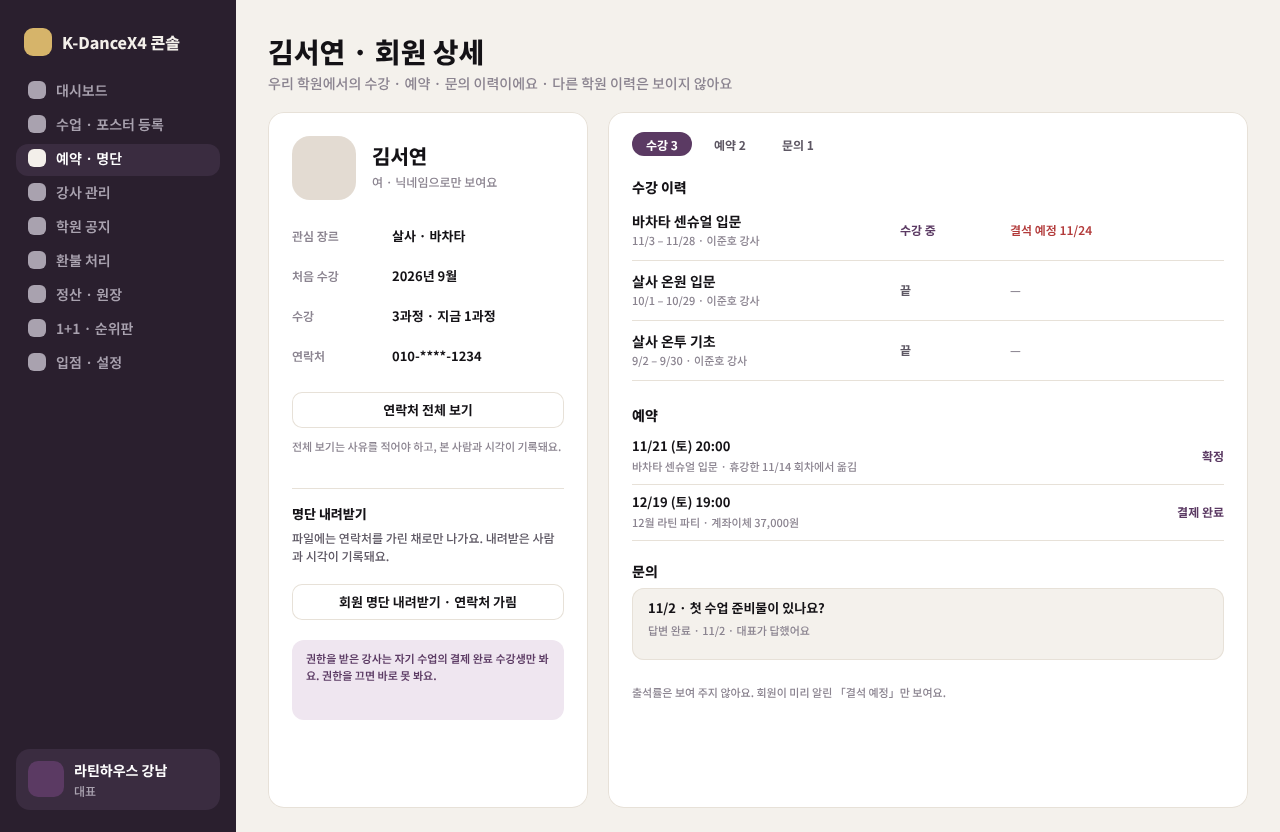 K-DanceX4 콘솔
대시보드
수업 · 포스터 등록
예약 · 명단
강사 관리
학원 공지
환불 처리
정산 · 원장
1+1 · 순위판
입점 · 설정
라틴하우스 강남
대표
김서연 · 회원 상세
우리 학원에서의 수강 · 예약 · 문의 이력이에요 · 다른 학원 이력은 보이지 않아요
김서연
여 · 닉네임으로만 보여요
관심 장르 살사 · 바차타
처음 수강 2026년 9월
수강 3과정 · 지금 1과정
연락처 010-****-1234
연락처 전체 보기
전체 보기는 사유를 적어야 하고, 본 사람과 시각이 기록돼요.
명단 내려받기
파일에는 연락처를 가린 채로만 나가요. 내려받은 사람
과 시각이 기록돼요.
회원 명단 내려받기 · 연락처 가림
권한을 받은 강사는 자기 수업의 결제 완료 수강생만 봐
요. 권한을 끄면 바로 못 봐요.
수강 3 예약 2 문의 1
수강 이력
바차타 센슈얼 입문
11/3 – 11/28 · 이준호 강사
수강 중
결석 예정 11/24
살사 온원 입문
10/1 – 10/29 · 이준호 강사
끝
—
살사 온투 기초
9/2 – 9/30 · 이준호 강사
끝
—
예약
11/21 (토) 20:00
바차타 센슈얼 입문 · 휴강한 11/14 회차에서 옮김
확정
12/19 (토) 19:00
12월 라틴 파티 · 계좌이체 37,000원
결제 완료
문의
11/2 · 첫 수업 준비물이 있나요?
답변 완료 · 11/2 · 대표가 답했어요
출석률은 보여 주지 않아요. 회원이 미리 알린 「결석 예정」만 보여요.